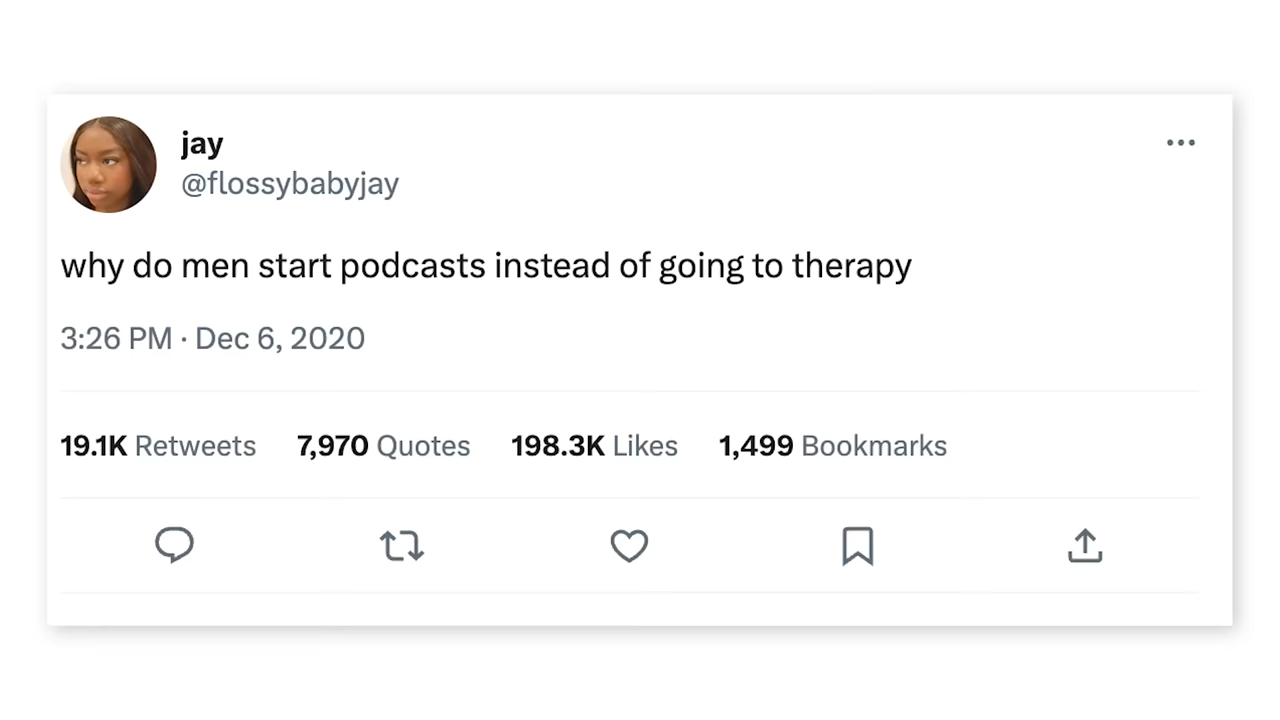 jay
@flossybabyjay
why do men start podcasts instead of going to therapy
3:26 PM · Dec 6, 2020
19.1K Retweets 7,970 Quotes 198.3K Likes 1,499 Bookmarks